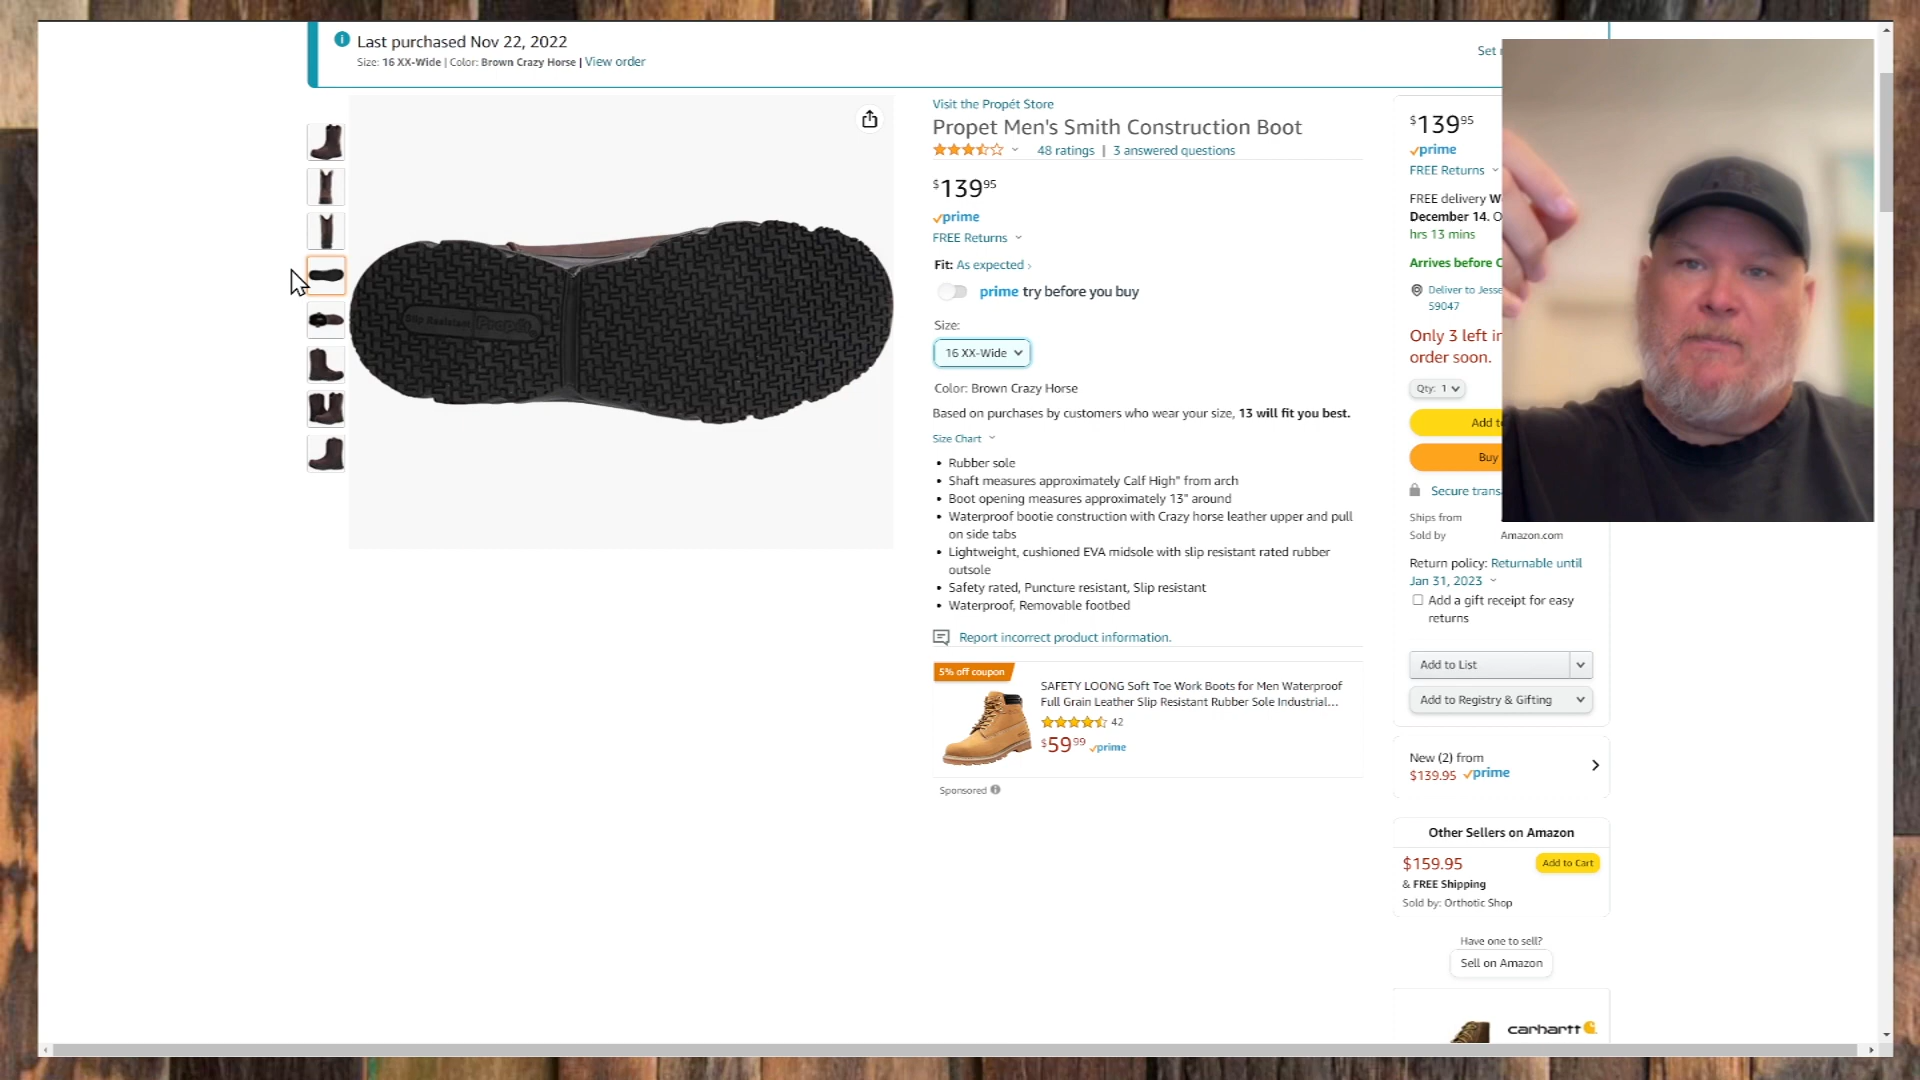 Last purchased Nov 22, 2022
Size: 16 XX-Wide | Color: Brown Crazy Horse | View order
Set
Visit the Propét Store
Propet Men's Smith Construction Boot
48 ratings | 3 answered questions
$139 95
prime
FREE Returns
Fit: As expected ›
prime try before you buy
Size:
16 XX-Wide
Color: Brown Crazy Horse
Based on purchases by customers who wear your size, 13 will fit you best.
Size Chart
• Rubber sole
• Shaft measures approximately Calf High" from arch
• Boot opening measures approximately 13" around
• Waterproof bootie construction with Crazy horse leather upper and pull
on side tabs
• Lightweight, cushioned EVA midsole with slip resistant rated rubber
outsole
• Safety rated, Puncture resistant, Slip resistant
• Waterproof, Removable footbed
Report incorrect product information.
5% off coupon
SAFETY LOONG Soft Toe Work Boots for Men Waterproof
Full Grain Leather Slip Resistant Rubber Sole Industrial...
42
$59 99 prime
Sponsored
Slip Resistant Propét
$139 95
prime
FREE Returns
FREE delivery W
December 14. O
hrs 13 mins
Arrives before C
Deliver to Jesse
59047
Only 3 left in
order soon.
Qty: 1
Add to
Buy
Secure trans
Ships from
Sold by Amazon.com
Return policy: Returnable until
Jan 31, 2023
Add a gift receipt for easy
returns
Add to List
Add to Registry & Gifting
New (2) from
$139.95 prime
Other Sellers on Amazon
$159.95
Add to Cart
& FREE Shipping
Sold by: Orthotic Shop
Have one to sell?
Sell on Amazon
carhartt